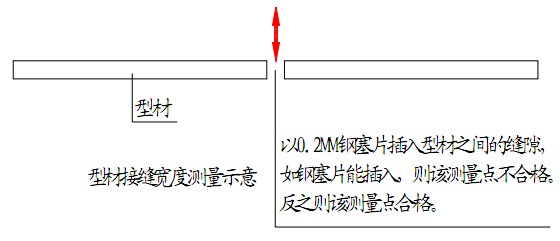 型材
型材接缝宽度测量示意
以0.2MM钢塞片插入型材之间的缝隙,
如钢塞片能插入，则该测量点不合格。
反之则该测量点合格。